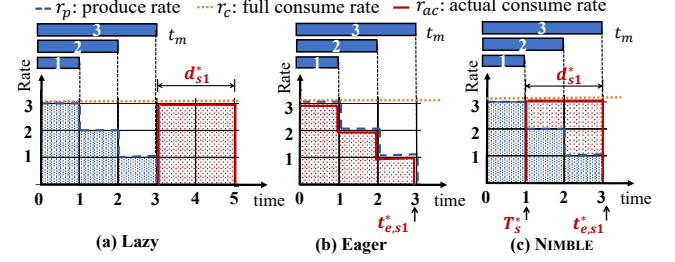 r_p: produce rate r_c: full consume rate r_ac: actual consume rate
3 t_m
2
1
Rate
d*_s1
3
2
1
0 1 2 3 4 5 time
(a) Lazy
3 t_m
2
1
Rate
3
2
1
0 1 2 3 time
t*_e,s1
(b) Eager
3 t_m
2
1
Rate
d*_s1
3
2
1
0 1 2 3 time
T*_s t*_e,s1
(c) NIMBLE